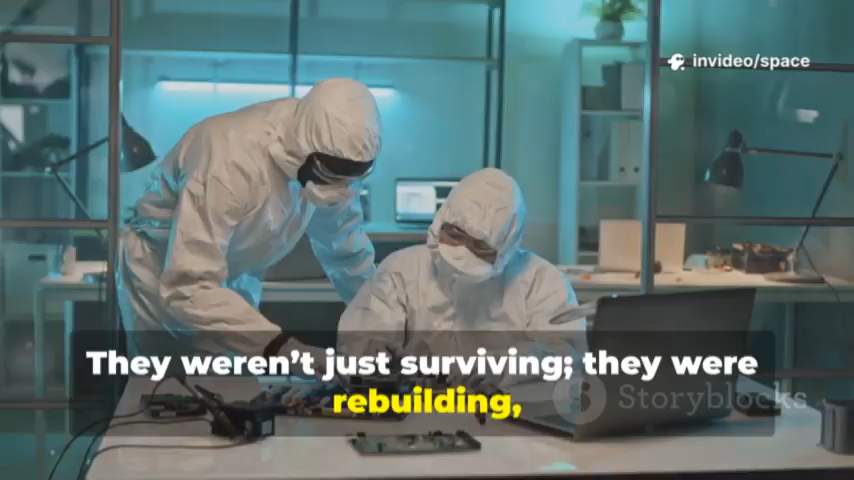 invideo/space
They weren't just surviving; they were
rebuilding,
Storyblocks